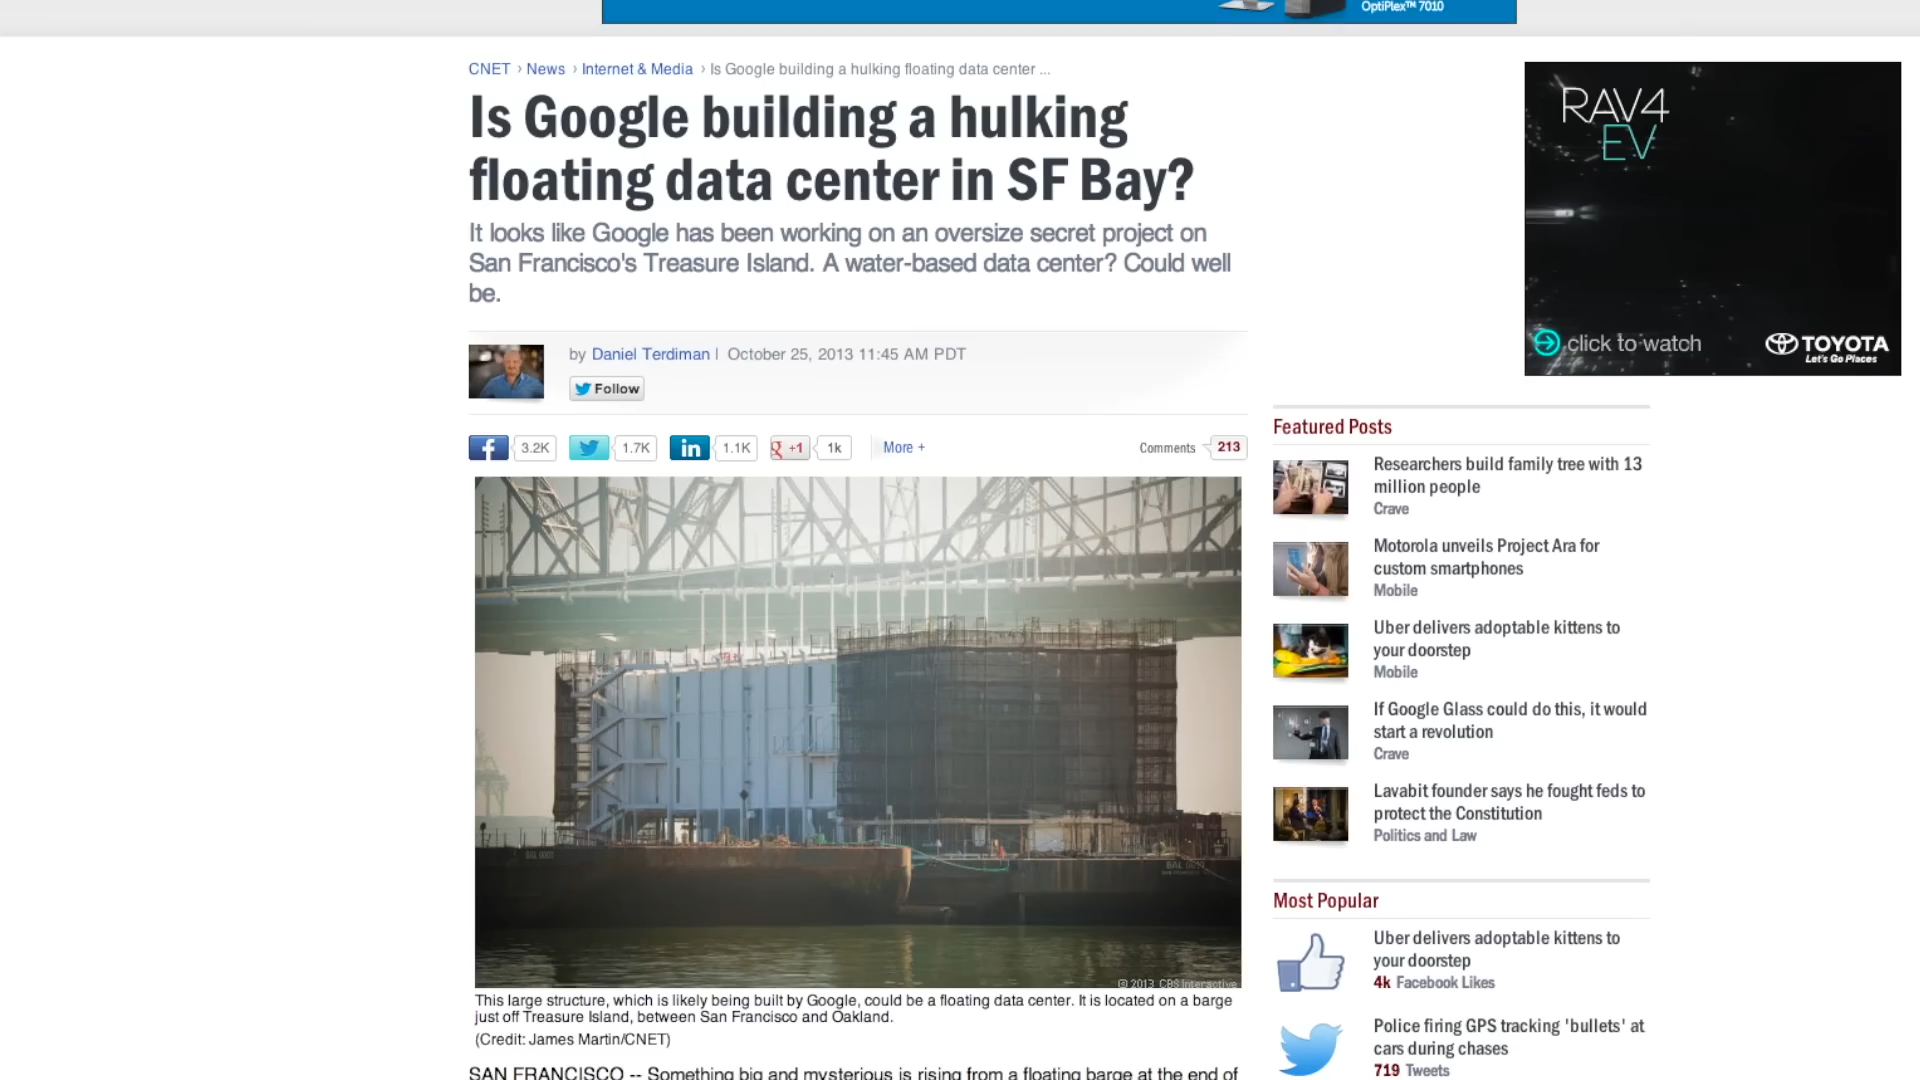 OptiPlex™ 7010
CNET › News › Internet & Media › Is Google building a hulking floating data center ...
Is Google building a hulking
floating data center in SF Bay?
It looks like Google has been working on an oversize secret project on
San Francisco's Treasure Island. A water-based data center? Could well
be.
by Daniel Terdiman | October 25, 2013 11:45 AM PDT
Follow
3.2K
1.7K
in
1.1K
g +1
1k
More +
Comments
213
© 2013 CBS Interactive
This large structure, which is likely being built by Google, could be a floating data center. It is located on a barge
just off Treasure Island, between San Francisco and Oakland.
(Credit: James Martin/CNET)
SAN FRANCISCO -- Something big and mysterious is rising from a floating barge at the end of
RAV4
EV
click to watch
TOYOTA
Let's Go Places
Featured Posts
Researchers build family tree with 13
million people
Crave
Motorola unveils Project Ara for
custom smartphones
Mobile
Uber delivers adoptable kittens to
your doorstep
Mobile
If Google Glass could do this, it would
start a revolution
Crave
Lavabit founder says he fought feds to
protect the Constitution
Politics and Law
Most Popular
Uber delivers adoptable kittens to
your doorstep
4k Facebook Likes
Police firing GPS tracking 'bullets' at
cars during chases
719 Tweets